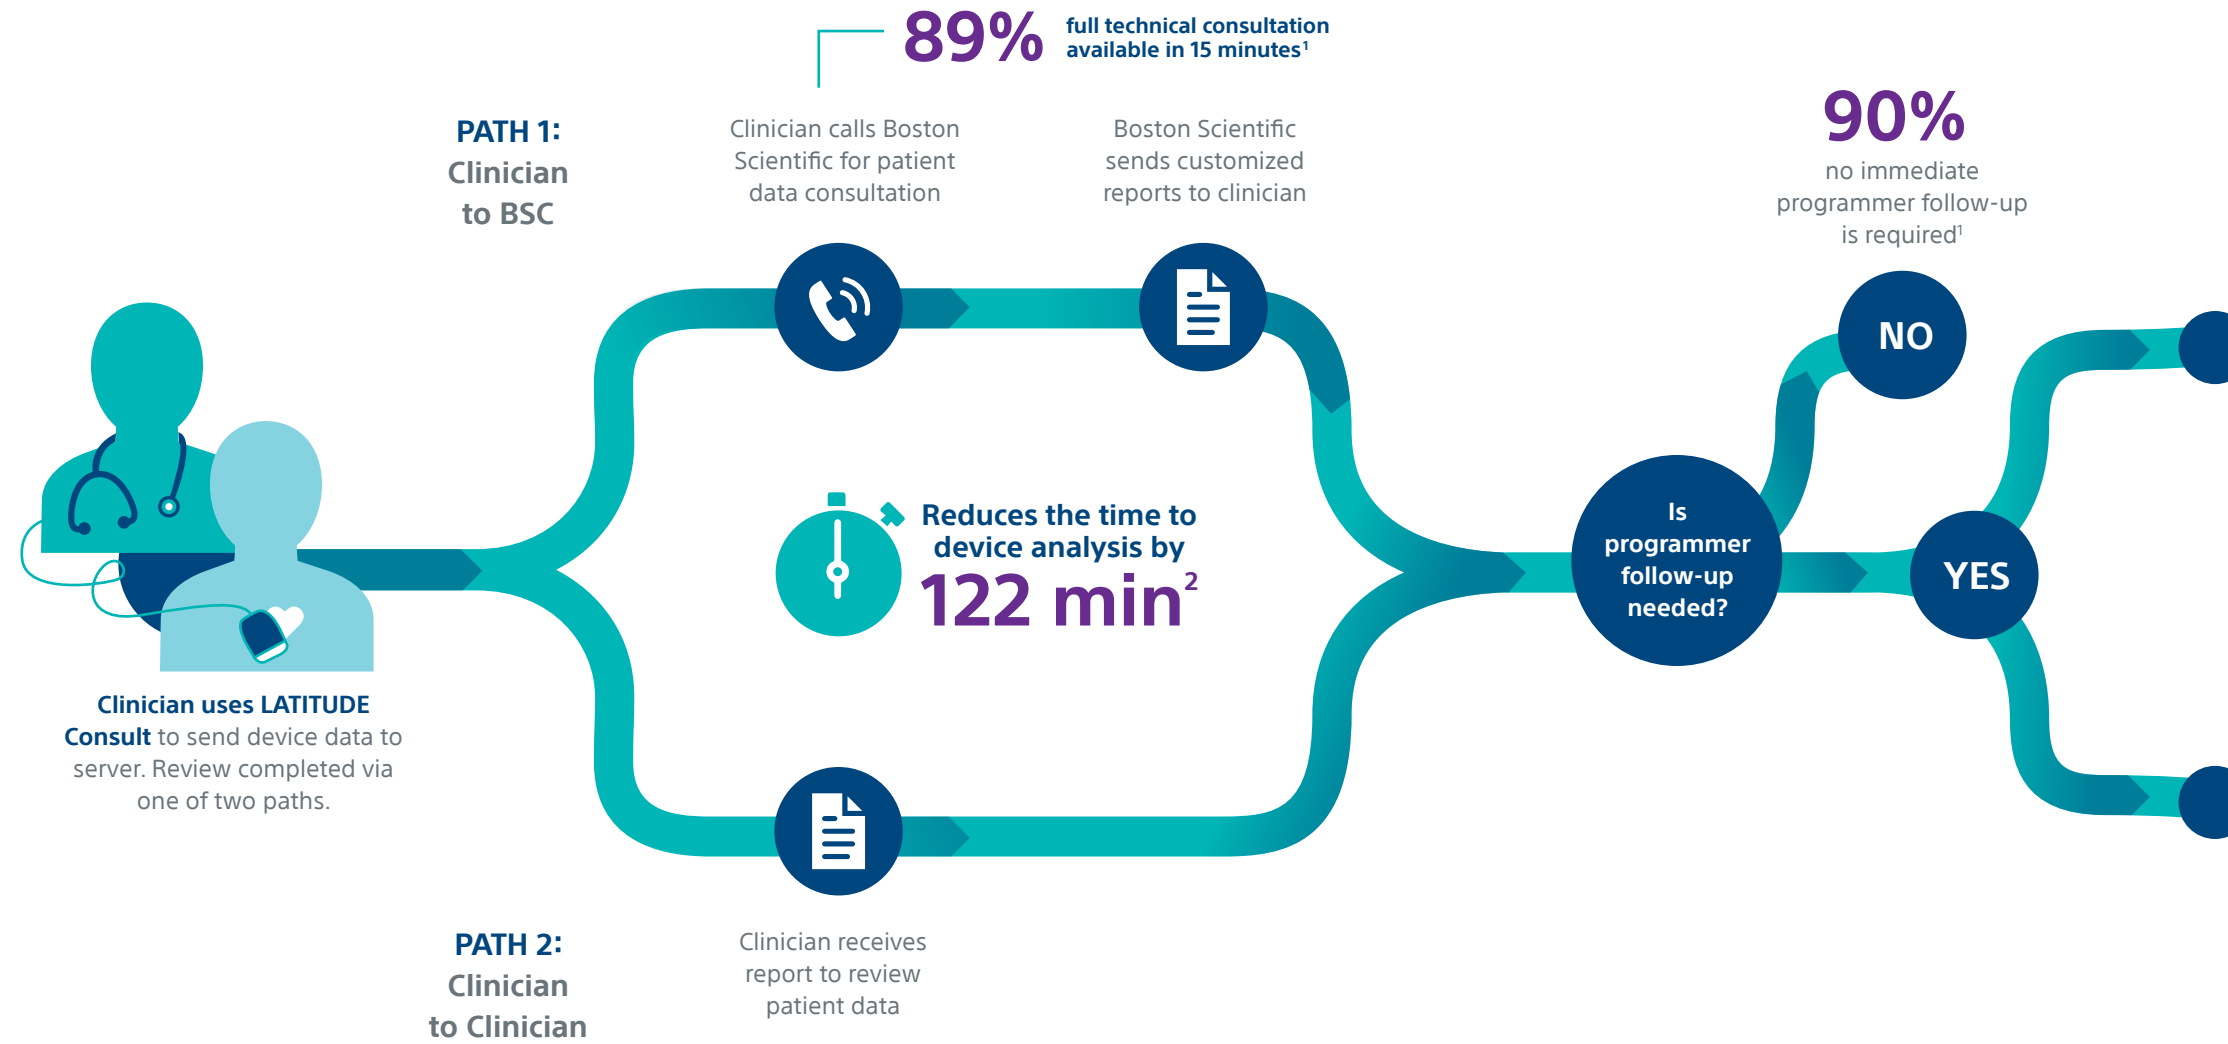 89%
full technical consultation
available in 15 minutes¹
PATH 1:
Clinician
to BSC
Clinician calls Boston
Scientific for patient
data consultation
Boston Scientific
sends customized
reports to clinician
90%
no immediate
programmer follow-up
is required¹
NO
Reduces the time to
device analysis by
122 min²
Is
programmer
follow-up
needed?
YES
Clinician uses LATITUDE
Consult to send device data to
server. Review completed via
one of two paths.
PATH 2:
Clinician
to Clinician
Clinician receives
report to review
patient data